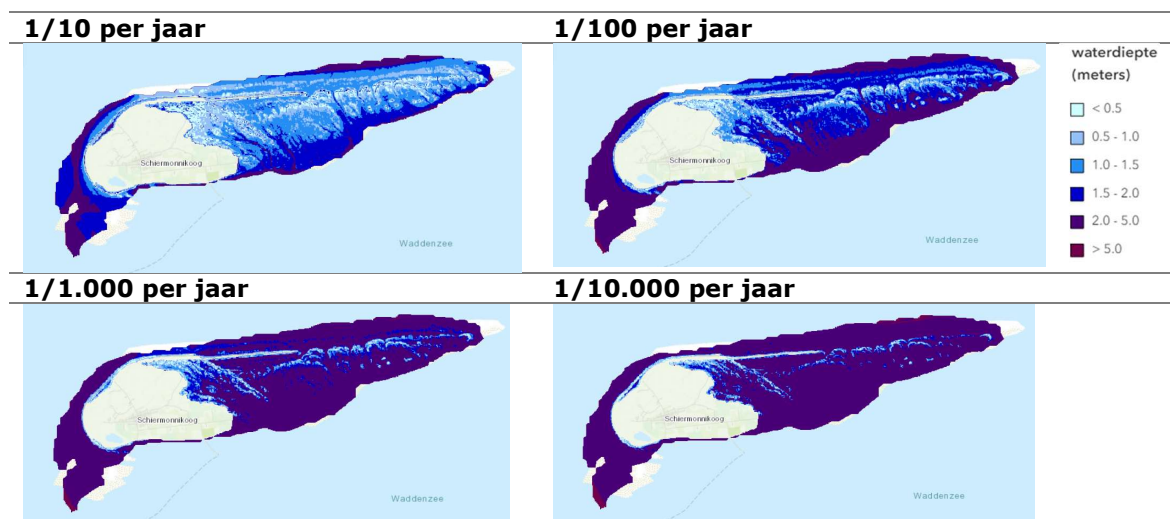 1/10 per jaar
1/100 per jaar
Schiermonnikoog
Waddenzee
Schiermonnikoog
Waddenzee
waterdiepte
(meters)
< 0.5
0.5 - 1.0
1.0 - 1.5
1.5 - 2.0
2.0 - 5.0
> 5.0
1/1.000 per jaar
1/10.000 per jaar
Schiermonnikoog
Waddenzee
Schiermonnikoog
Waddenzee